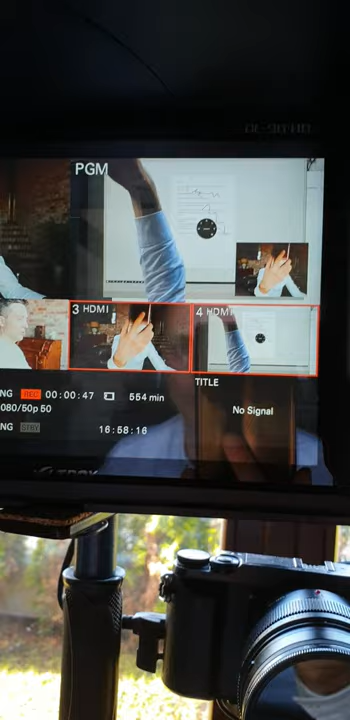 PGM
3 HDMI
4 HDMI
NG REC 00:00:47 554 min
080/50p 50
NG STBY
16:58:16
TITLE
No Signal